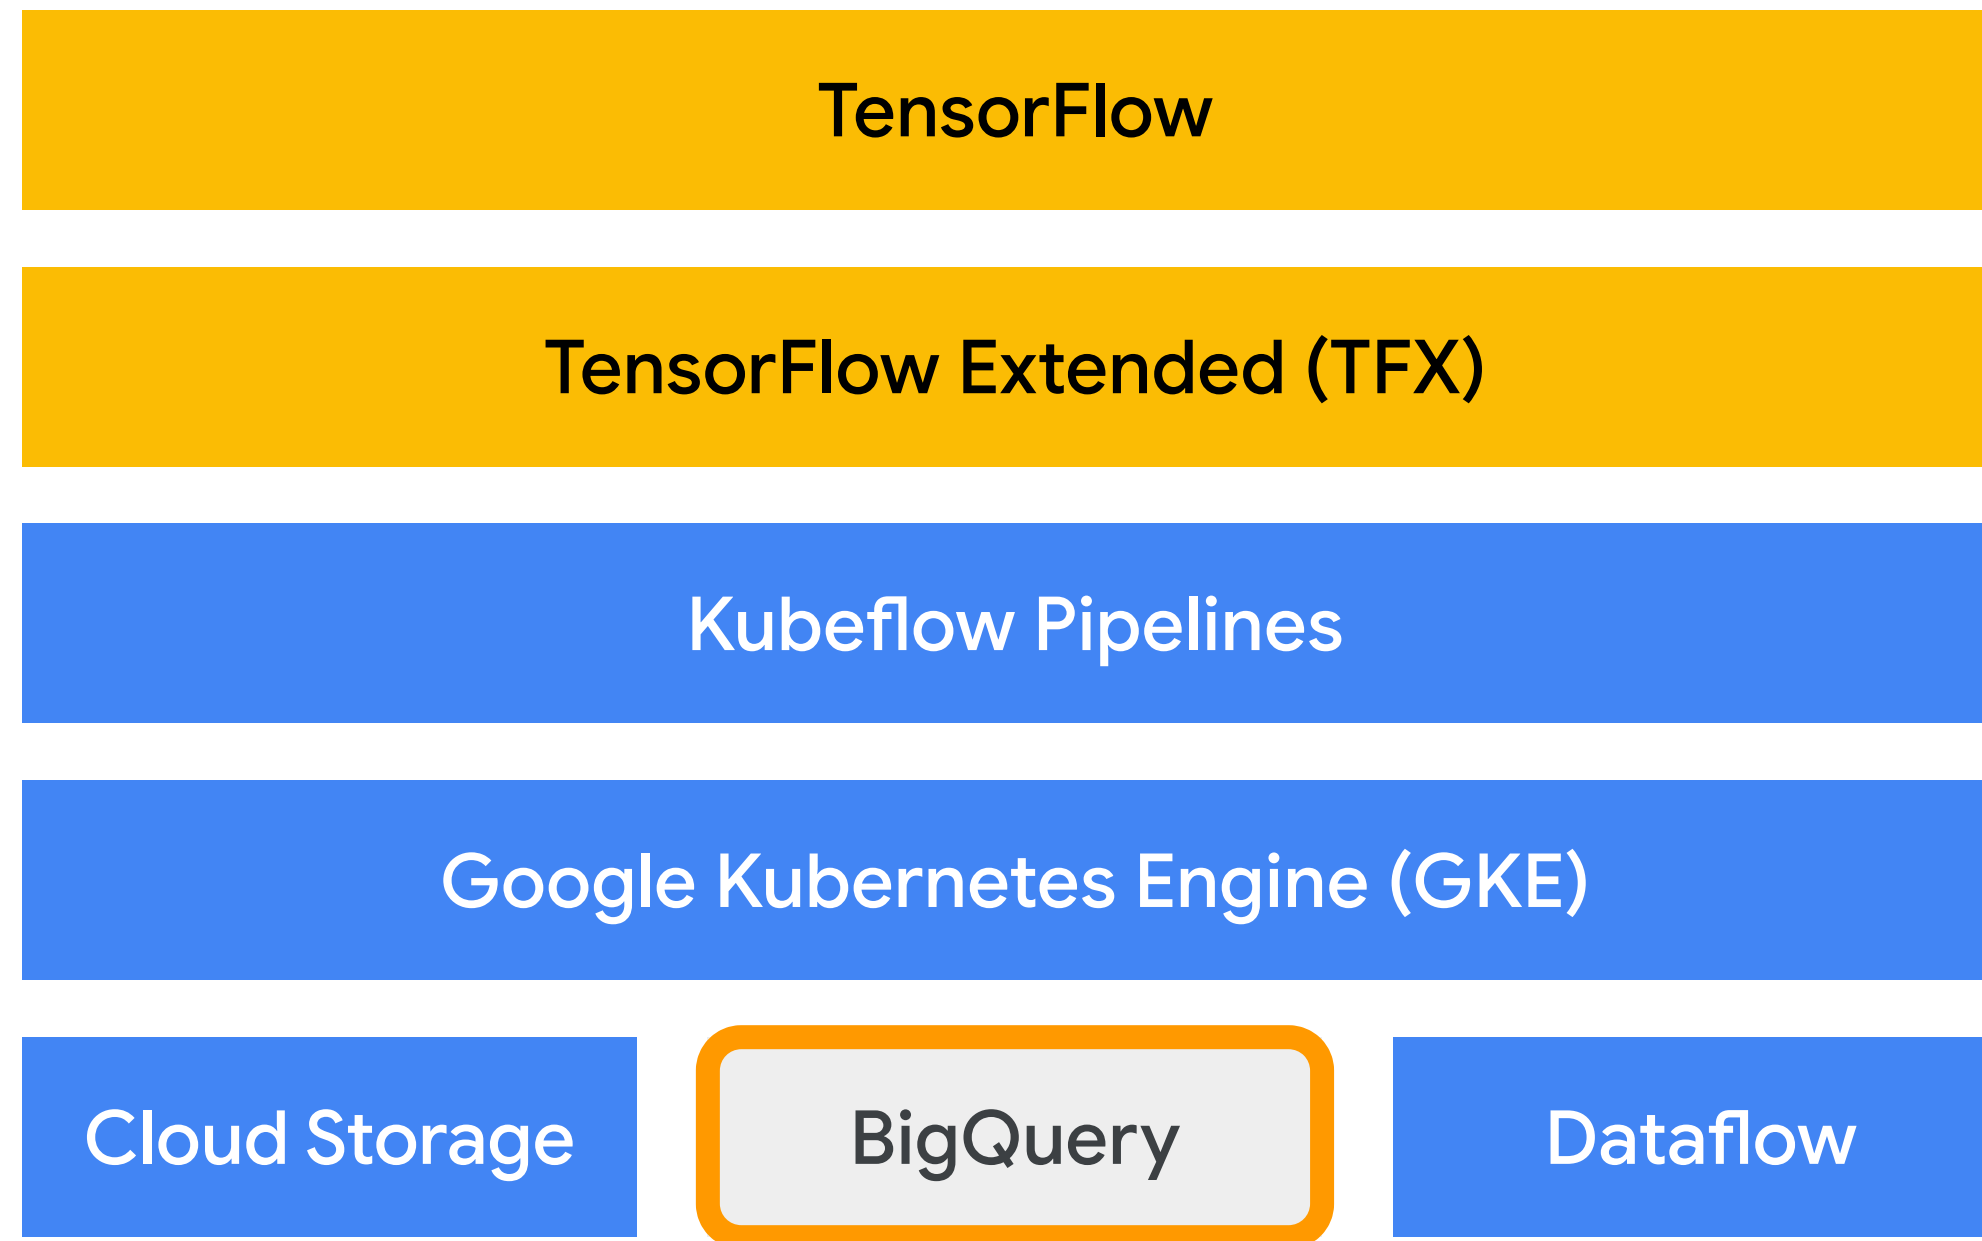 TensorFlow
TensorFlow Extended (TFX)
Kubeflow Pipelines
Google Kubernetes Engine (GKE)
Cloud Storage
BigQuery
Dataflow